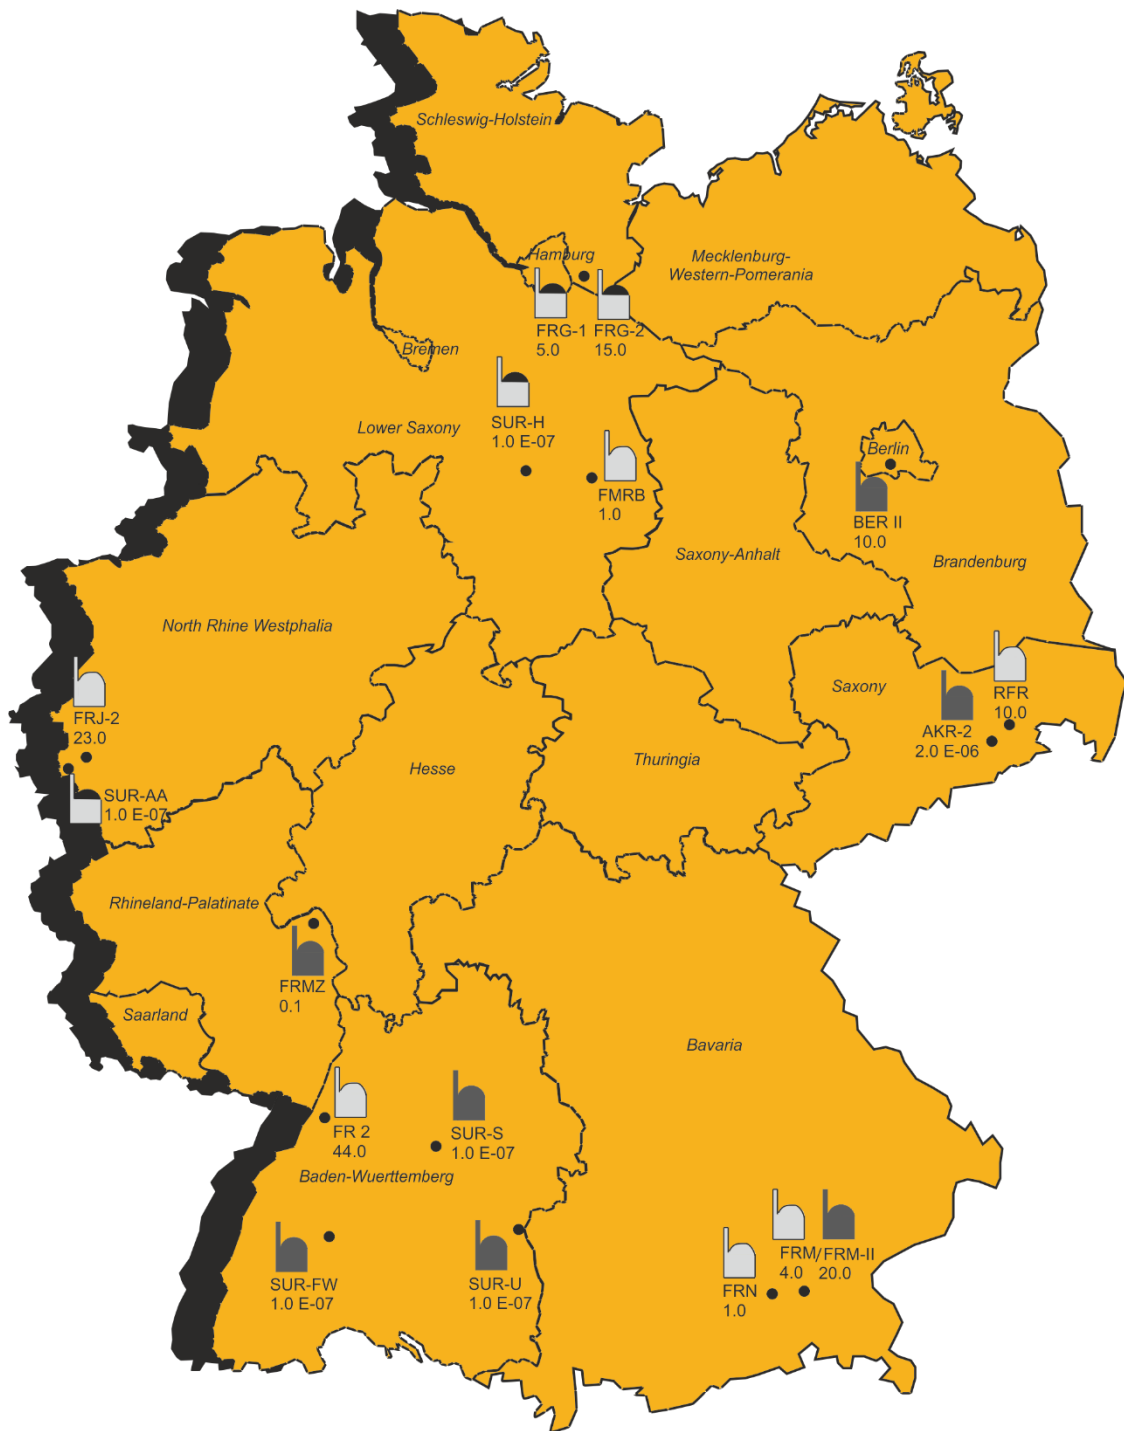 Schleswig-Holstein
Hamburg
Mecklenburg-
Western-Pomerania
FRG-1
5.0
FRG-2
15.0
Bremen
SUR-H
1.0 E-07
Lower Saxony
FMRB
1.0
Berlin
BER II
10.0
Saxony-Anhalt
Brandenburg
North Rhine Westphalia
FRJ-2
23.0
SUR-AA
1.0 E-07
Hesse
Thuringia
Saxony
RFR
10.0
AKR-2
2.0 E-06
Rhineland-Palatinate
FRMZ
0.1
Saarland
Bavaria
FR 2
44.0
SUR-S
1.0 E-07
Baden-Wuerttemberg
SUR-FW
1.0 E-07
SUR-U
1.0 E-07
FRM/FRM-II
4.0 20.0
FRN
1.0